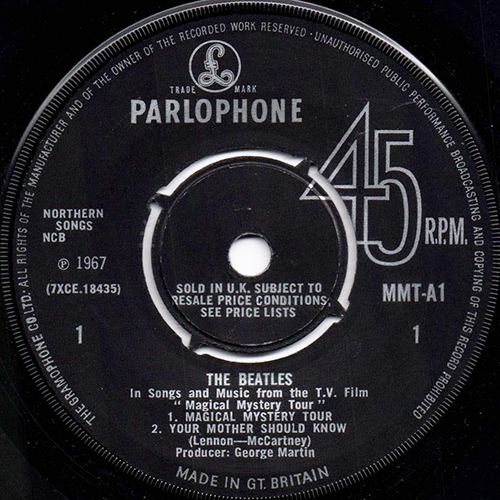 ALL RIGHTS OF THE MANUFACTURER AND OF THE OWNER OF THE RECORDED WORK RESERVED · UNAUTHORISED PUBLIC PERFORMANCE BROADCASTING AND COPYING OF THIS RECORD PROHIBITED
THE GRAMOPHONE CO. LTD.
£
TRADE MARK
PARLOPHONE
45
R.P.M.
NORTHERN
SONGS
NCB
℗ 1967
(7XCE.18435)
1
SOLD IN U.K. SUBJECT TO
RESALE PRICE CONDITIONS,
SEE PRICE LISTS
MMT-A1
1
THE BEATLES
In Songs and Music from the T.V. Film
"Magical Mystery Tour"
1. MAGICAL MYSTERY TOUR
2. YOUR MOTHER SHOULD KNOW
(Lennon—McCartney)
Producer: George Martin
MADE IN GT. BRITAIN